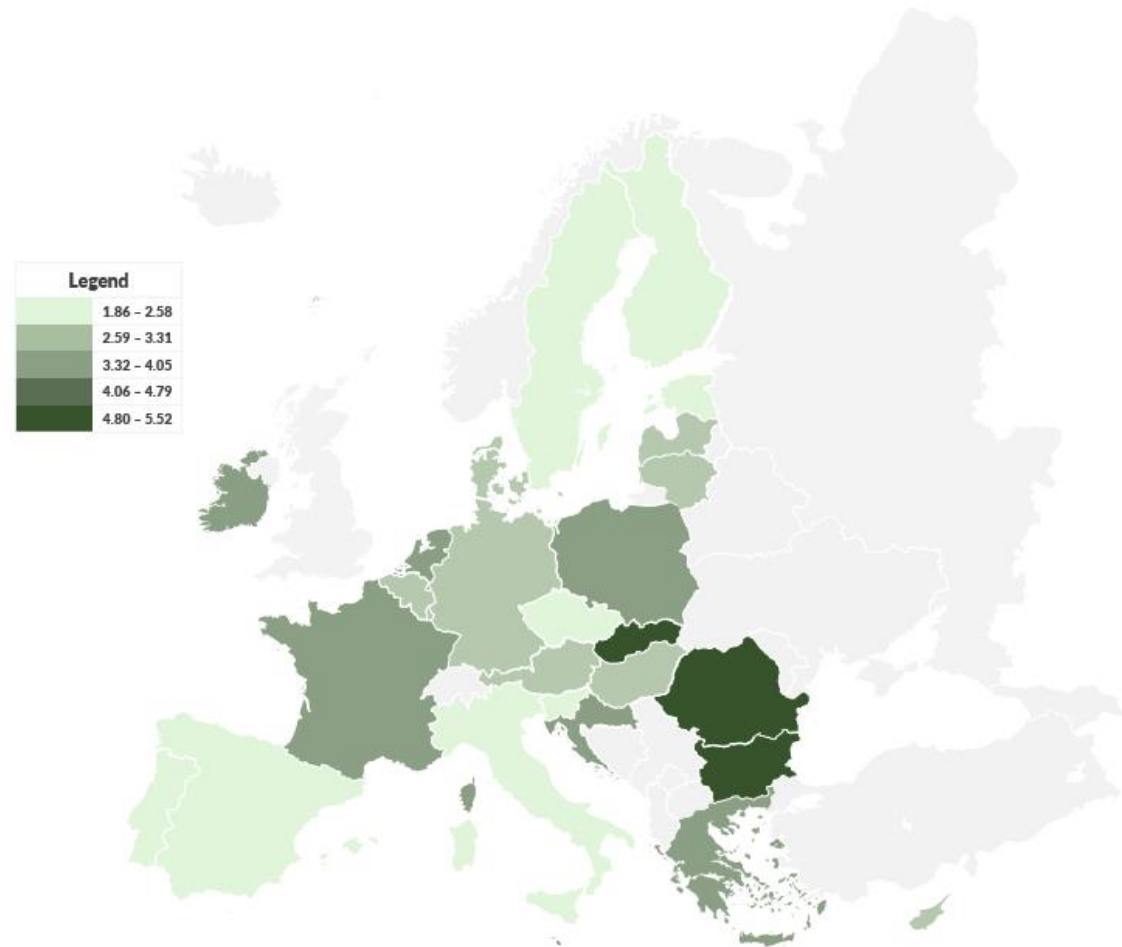 Legend
1.86 – 2.58
2.59 – 3.31
3.32 – 4.05
4.06 – 4.79
4.80 – 5.52